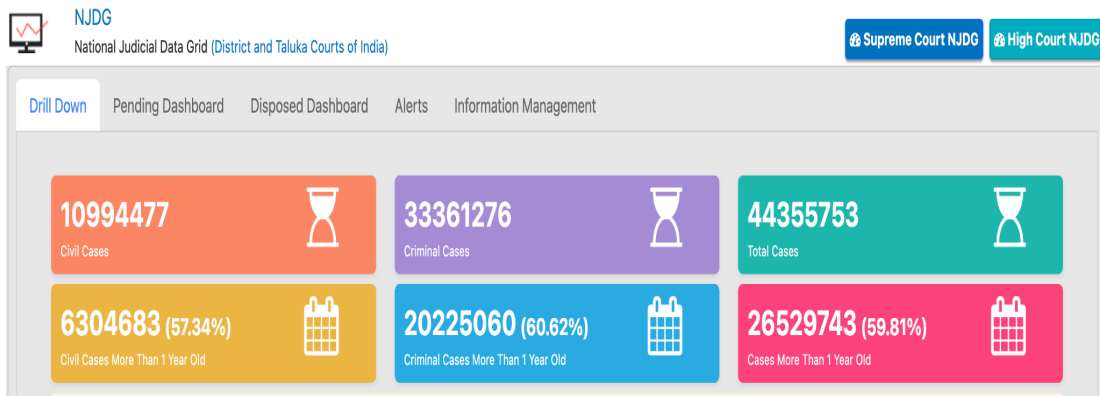 NJDG
National Judicial Data Grid (District and Taluka Courts of India)
Supreme Court NJDG
High Court NJDG
Drill Down
Pending Dashboard
Disposed Dashboard
Alerts
Information Management
10994477
Civil Cases
33361276
Criminal Cases
44355753
Total Cases
6304683 (57.34%)
Civil Cases More Than 1 Year Old
20225060 (60.62%)
Criminal Cases More Than 1 Year Old
26529743 (59.81%)
Cases More Than 1 Year Old